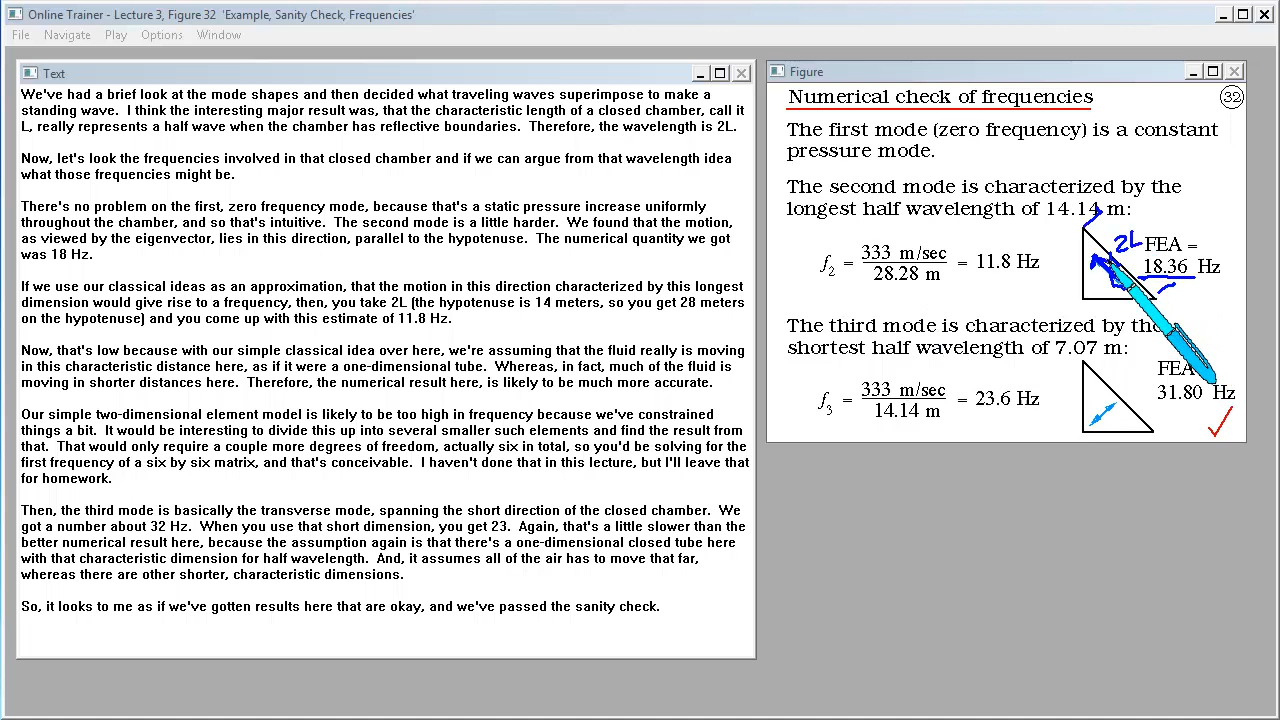 Online Trainer - Lecture 3, Figure 32  'Example, Sanity Check, Frequencies'
File Navigate Play Options Window
Text
We've had a brief look at the mode shapes and then decided what traveling waves superimpose to make a
standing wave.  I think the interesting major result was, that the characteristic length of a closed chamber, call it
L, really represents a half wave when the chamber has reflective boundaries.  Therefore, the wavelength is 2L.
Now, let's look the frequencies involved in that closed chamber and if we can argue from that wavelength idea
what those frequencies might be.
There's no problem on the first, zero frequency mode, because that's a static pressure increase uniformly
throughout the chamber, and so that's intuitive.  The second mode is a little harder.  We found that the motion,
as viewed by the eigenvector, lies in this direction, parallel to the hypotenuse.  The numerical quantity we got
was 18 Hz.
If we use our classical ideas as an approximation, that the motion in this direction characterized by this longest
dimension would give rise to a frequency, then, you take 2L (the hypotenuse is 14 meters, so you get 28 meters
on the hypotenuse) and you come up with this estimate of 11.8 Hz.
Now, that's low because with our simple classical idea over here, we're assuming that the fluid really is moving
in this characteristic distance here, as if it were a one-dimensional tube.  Whereas, in fact, much of the fluid is
moving in shorter distances here.  Therefore, the numerical result here, is likely to be much more accurate.
Our simple two-dimensional element model is likely to be too high in frequency because we've constrained
things a bit.  It would be interesting to divide this up into several smaller such elements and find the result from
that.  That would only require a couple more degrees of freedom, actually six in total, so you'd be solving for the
first frequency of a six by six matrix, and that's conceivable.  I haven't done that in this lecture, but I'll leave that
for homework.
Then, the third mode is basically the transverse mode, spanning the short direction of the closed chamber.  We
got a number about 32 Hz.  When you use that short dimension, you get 23.  Again, that's a little slower than the
better numerical result here, because the assumption again is that there's a one-dimensional closed tube here
with that characteristic dimension for half wavelength.  And, it assumes all of the air has to move that far,
whereas there are other shorter, characteristic dimensions.
So, it looks to me as if we've gotten results here that are okay, and we've passed the sanity check.
Figure
Numerical check of frequencies 32
The first mode (zero frequency) is a constant
pressure mode.
The second mode is characterized by the
longest half wavelength of 14.14 m:
f2 = 333 m/sec / 28.28 m = 11.8 Hz
2L
FEA =
18.36 Hz
The third mode is characterized by the
shortest half wavelength of 7.07 m:
f3 = 333 m/sec / 14.14 m = 23.6 Hz
FEA
31.80 Hz